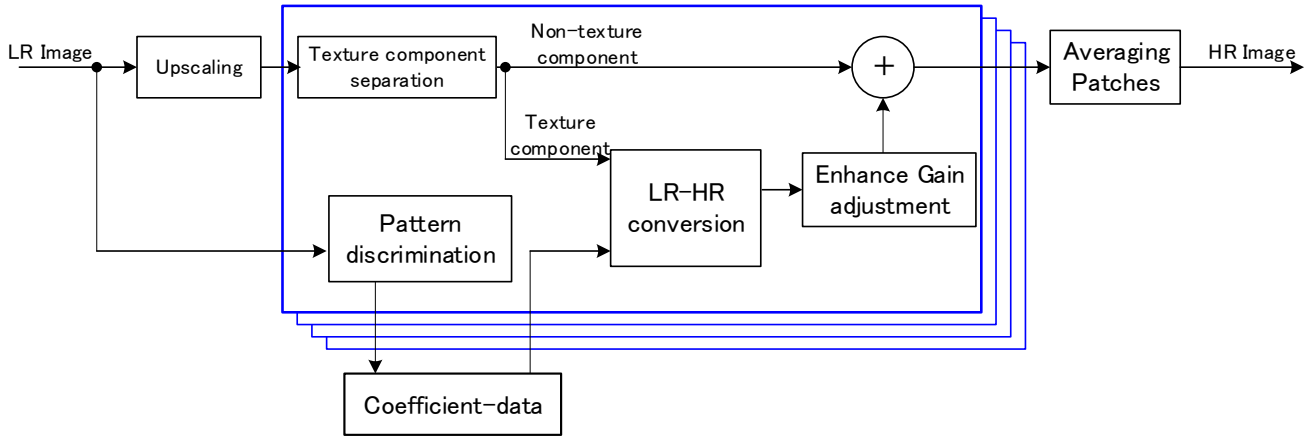 LR Image
Upscaling
Texture component
separation
Non-texture
component
+
Averaging
Patches
HR Image
Texture
component
LR-HR
conversion
Enhance Gain
adjustment
Pattern
discrimination
Coefficient-data